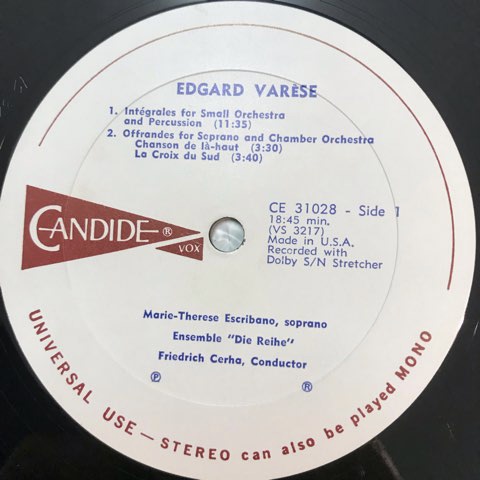 EDGARD VARÈSE
1. Intégrales for Small Orchestra
and Percussion (11:35)
2. Offrandes for Soprano and Chamber Orchestra
Chanson de là-haut (3:30)
La Croix du Sud (3:40)
CANDIDE ®
VOX
CE 31028 - Side 1
18:45 min.
(VS 3217)
Made in U.S.A.
Recorded with
Dolby S/N Stretcher
Marie-Therese Escribano, soprano
Ensemble "Die Reihe"
Friedrich Cerha, Conductor
℗ ®
UNIVERSAL USE — STEREO can also be played MONO